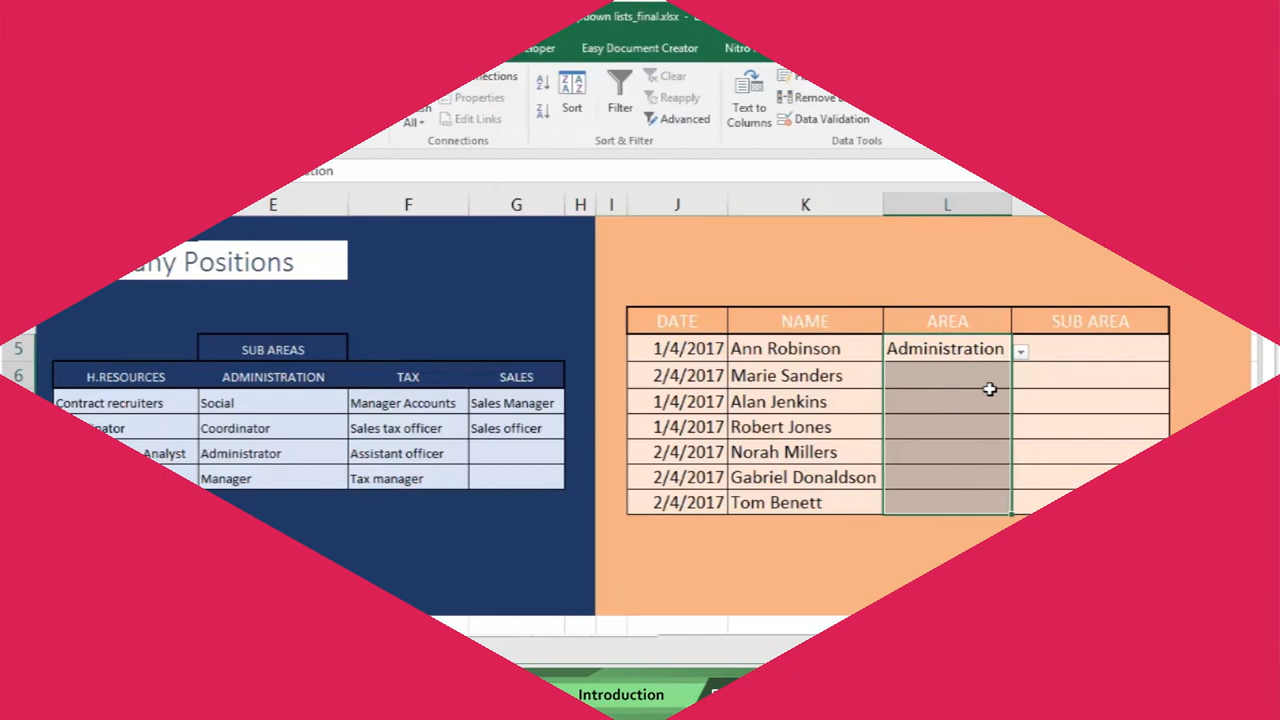 down lists_final.xlsx -
Easy Document Creator Nitro
Connections Clear
Properties Reapply
All Edit Links Sort Filter Advanced Text to Columns Data Validation
Connections Sort & Filter Data Tools
E F G H I J K L
Positions
DATE NAME AREA SUB AREA
5 SUB AREAS 1/4/2017 Ann Robinson Administration
6 H.RESOURCES ADMINISTRATION TAX SALES 2/4/2017 Marie Sanders
Contract recruiters Social Manager Accounts Sales Manager 1/4/2017 Alan Jenkins
Coordinator Sales tax officer Sales officer 1/4/2017 Robert Jones
Analyst Administrator Assistant officer 2/4/2017 Norah Millers
Manager Tax manager 2/4/2017 Gabriel Donaldson
2/4/2017 Tom Benett
Introduction